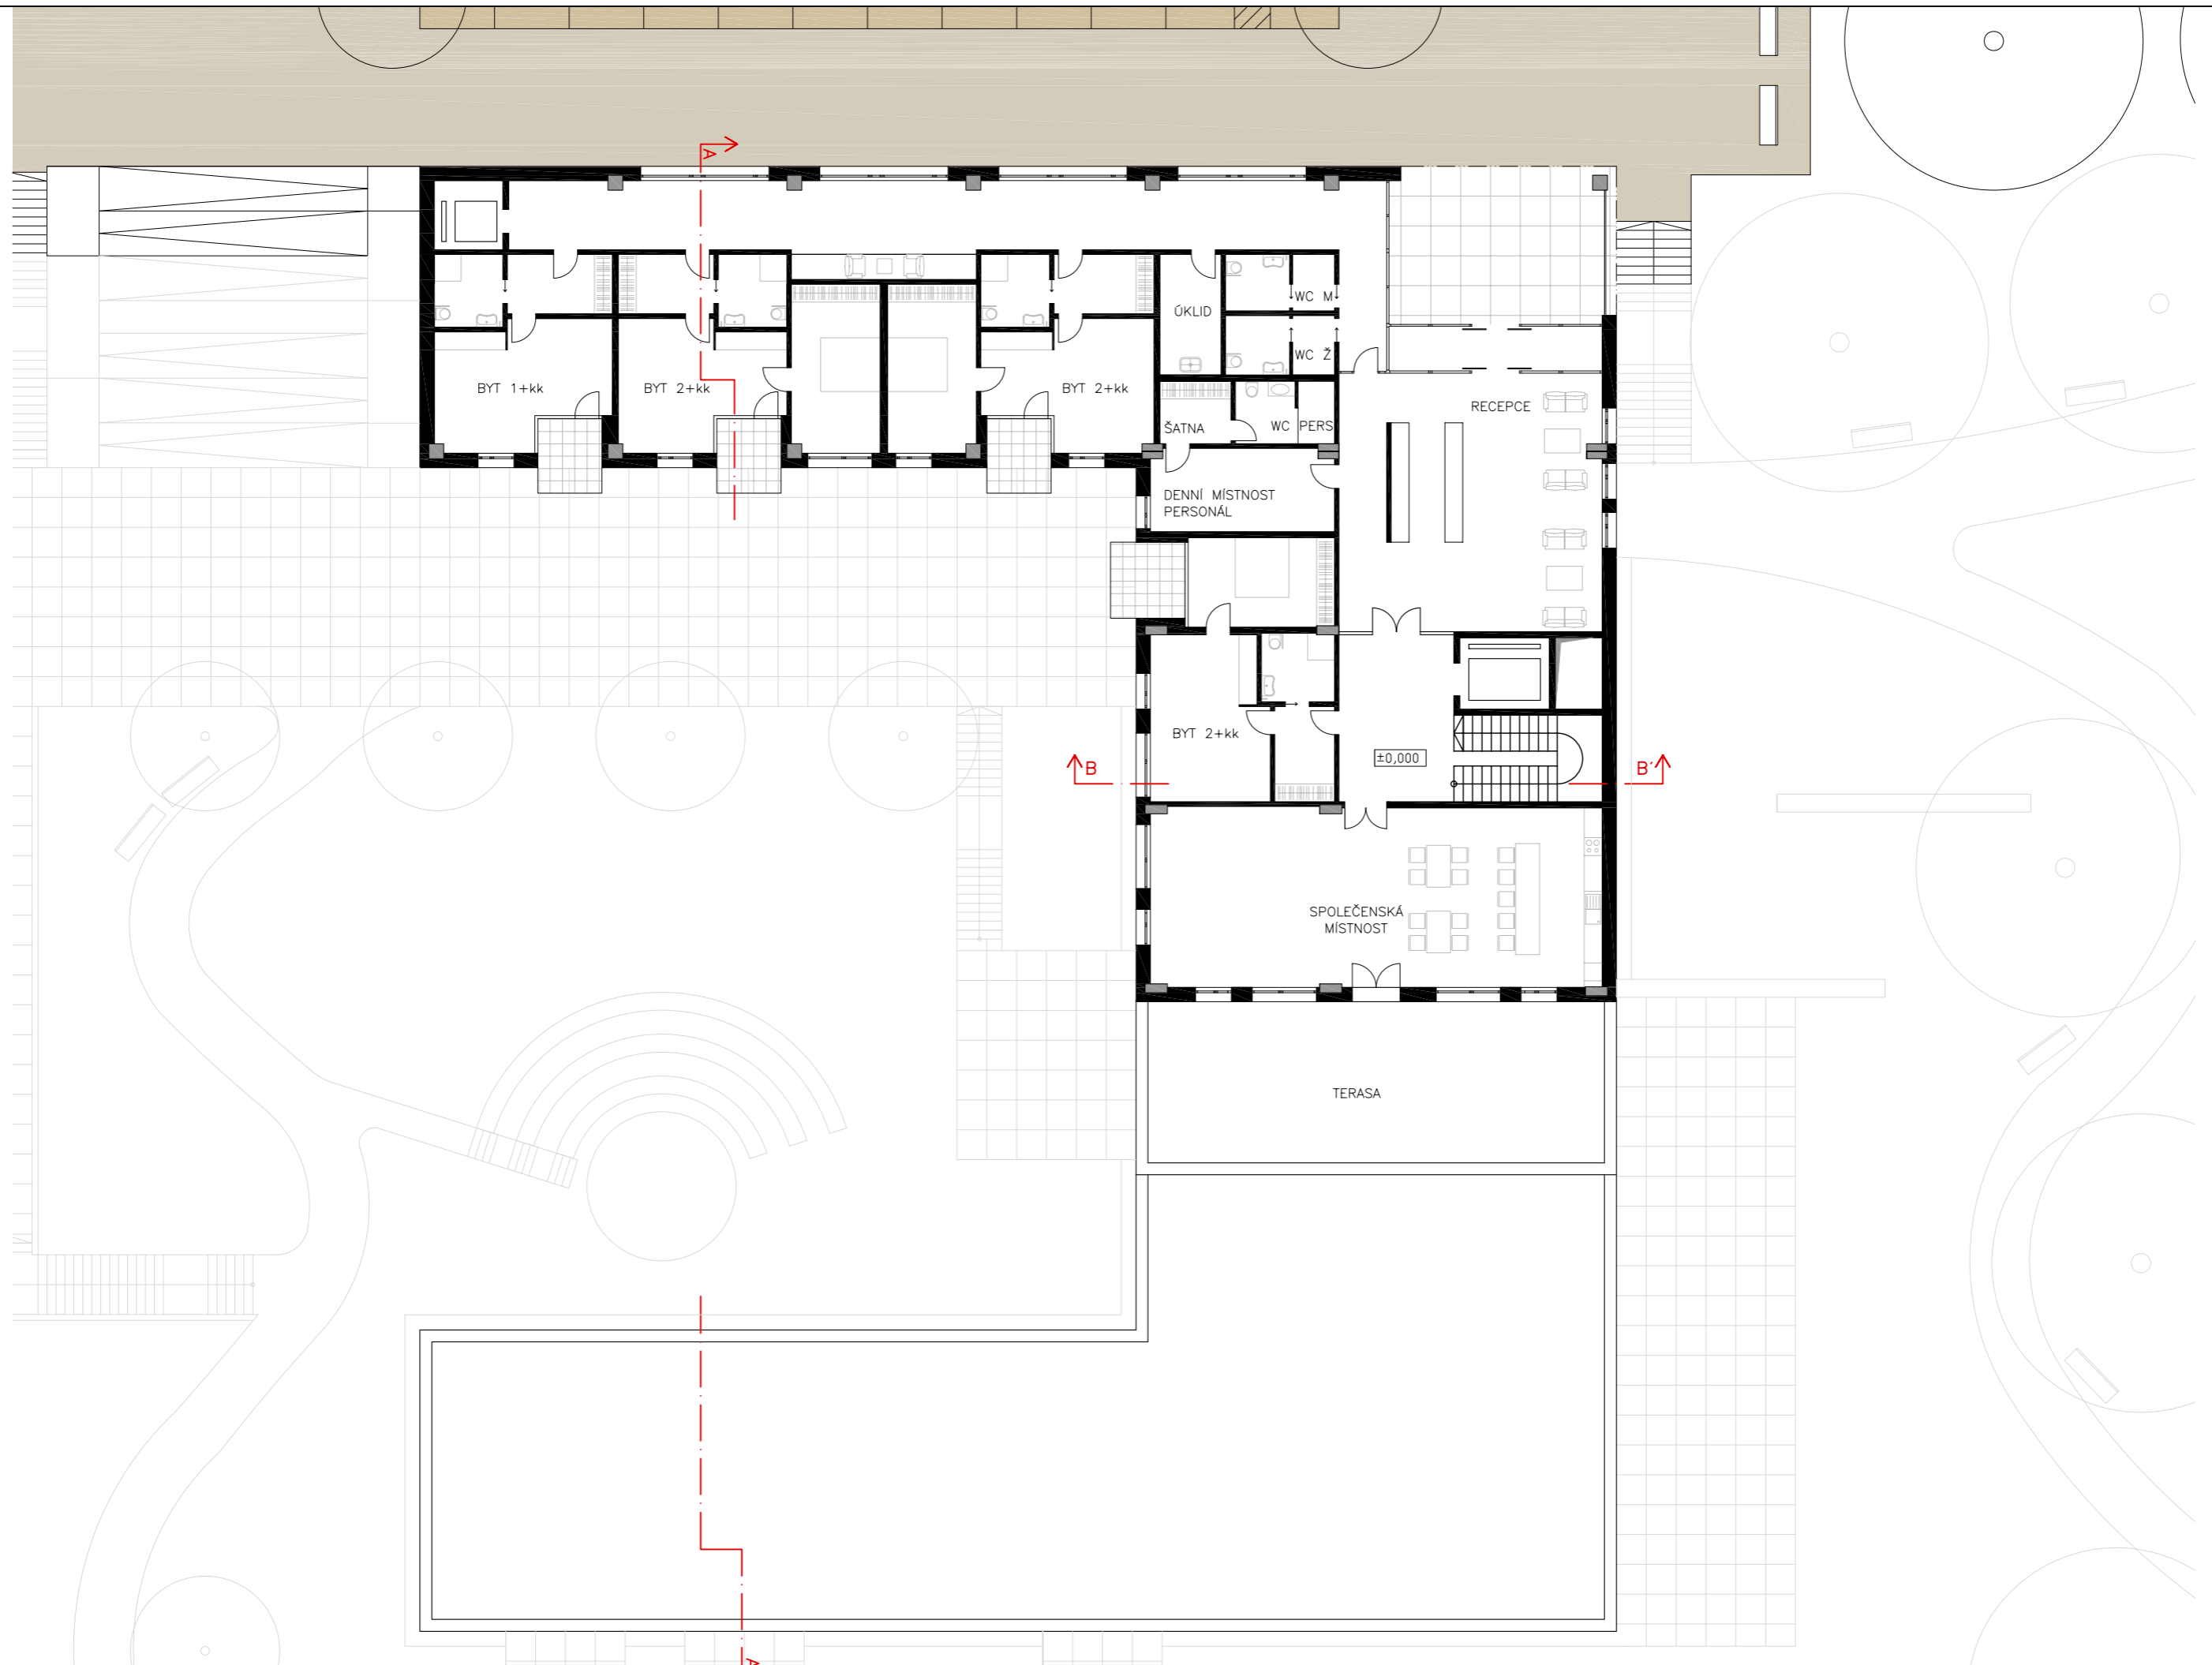 A
WC M
ÚKLID
WC Ž
BYT 1+kk
BYT 2+kk
BYT 2+kk
RECEPCE
ŠATNA
WC PERS
DENNÍ MÍSTNOST
PERSONÁL
BYT 2+kk
±0,000
B
B´
SPOLEČENSKÁ
MÍSTNOST
TERASA